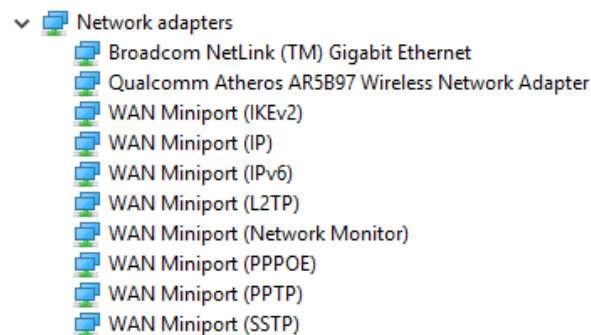 Network adapters
Broadcom NetLink (TM) Gigabit Ethernet
Qualcomm Atheros AR5B97 Wireless Network Adapter
WAN Miniport (IKEv2)
WAN Miniport (IP)
WAN Miniport (IPv6)
WAN Miniport (L2TP)
WAN Miniport (Network Monitor)
WAN Miniport (PPPOE)
WAN Miniport (PPTP)
WAN Miniport (SSTP)